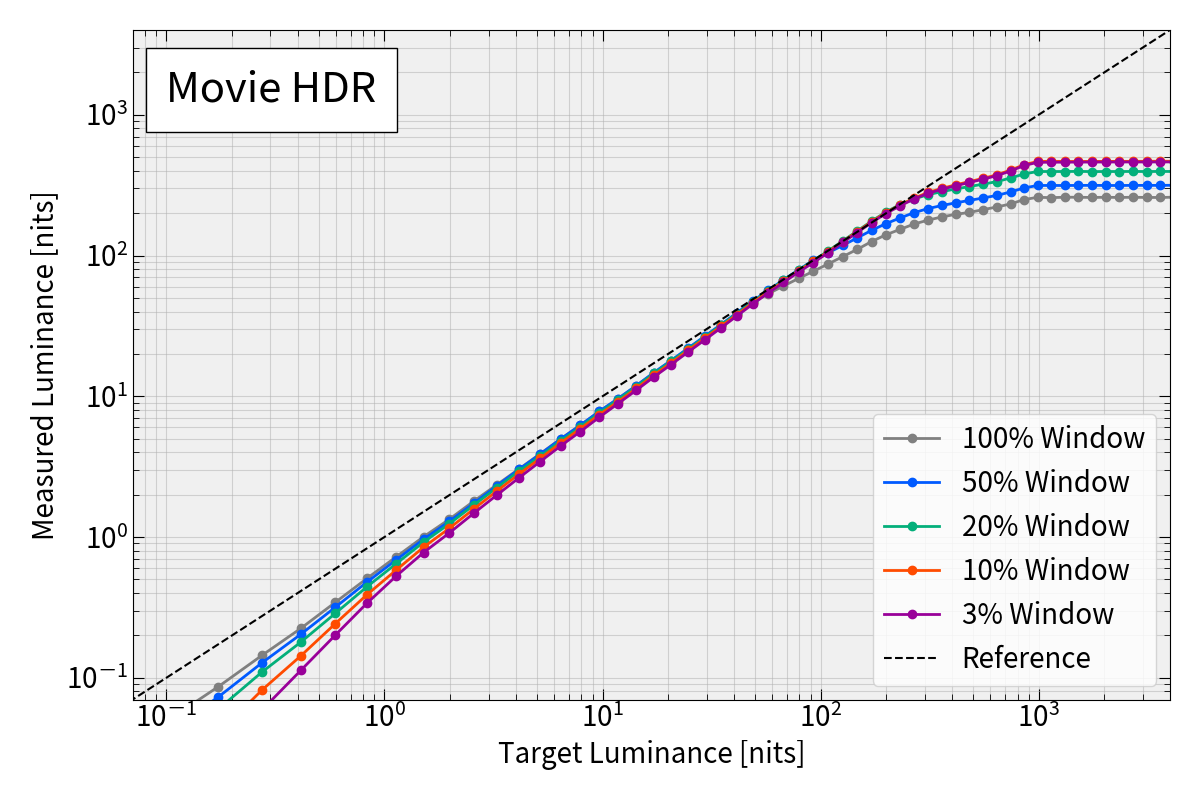 Movie HDR
Measured Luminance [nits]
10³
10²
10¹
10⁰
10⁻¹
100% Window
50% Window
20% Window
10% Window
3% Window
Reference
10⁻¹ 10⁰ 10¹ 10² 10³
Target Luminance [nits]